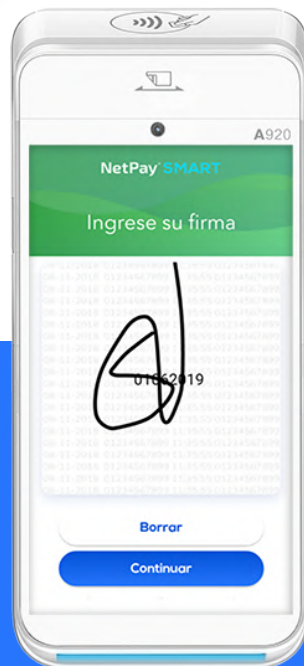 A920
NetPay SMART
Ingrese su firma
01062019
Borrar
Continuar